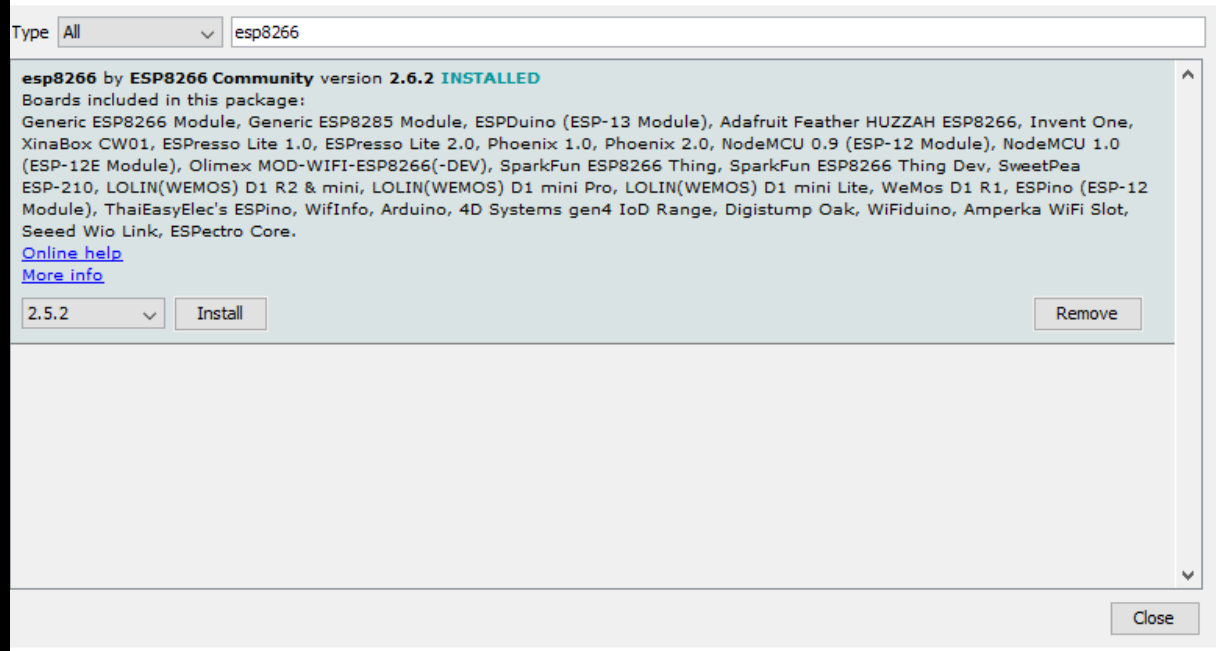 Type All esp8266
esp8266 by ESP8266 Community version 2.6.2 INSTALLED
Boards included in this package:
Generic ESP8266 Module, Generic ESP8285 Module, ESPDuino (ESP-13 Module), Adafruit Feather HUZZAH ESP8266, Invent One,
XinaBox CW01, ESPresso Lite 1.0, ESPresso Lite 2.0, Phoenix 1.0, Phoenix 2.0, NodeMCU 0.9 (ESP-12 Module), NodeMCU 1.0
(ESP-12E Module), Olimex MOD-WIFI-ESP8266(-DEV), SparkFun ESP8266 Thing, SparkFun ESP8266 Thing Dev, SweetPea
ESP-210, LOLIN(WEMOS) D1 R2 & mini, LOLIN(WEMOS) D1 mini Pro, LOLIN(WEMOS) D1 mini Lite, WeMos D1 R1, ESPino (ESP-12
Module), ThaiEasyElec's ESPino, WifInfo, Arduino, 4D Systems gen4 IoD Range, Digistump Oak, WiFiduino, Amperka WiFi Slot,
Seeed Wio Link, ESPectro Core.
Online help
More info
2.5.2 Install Remove
Close